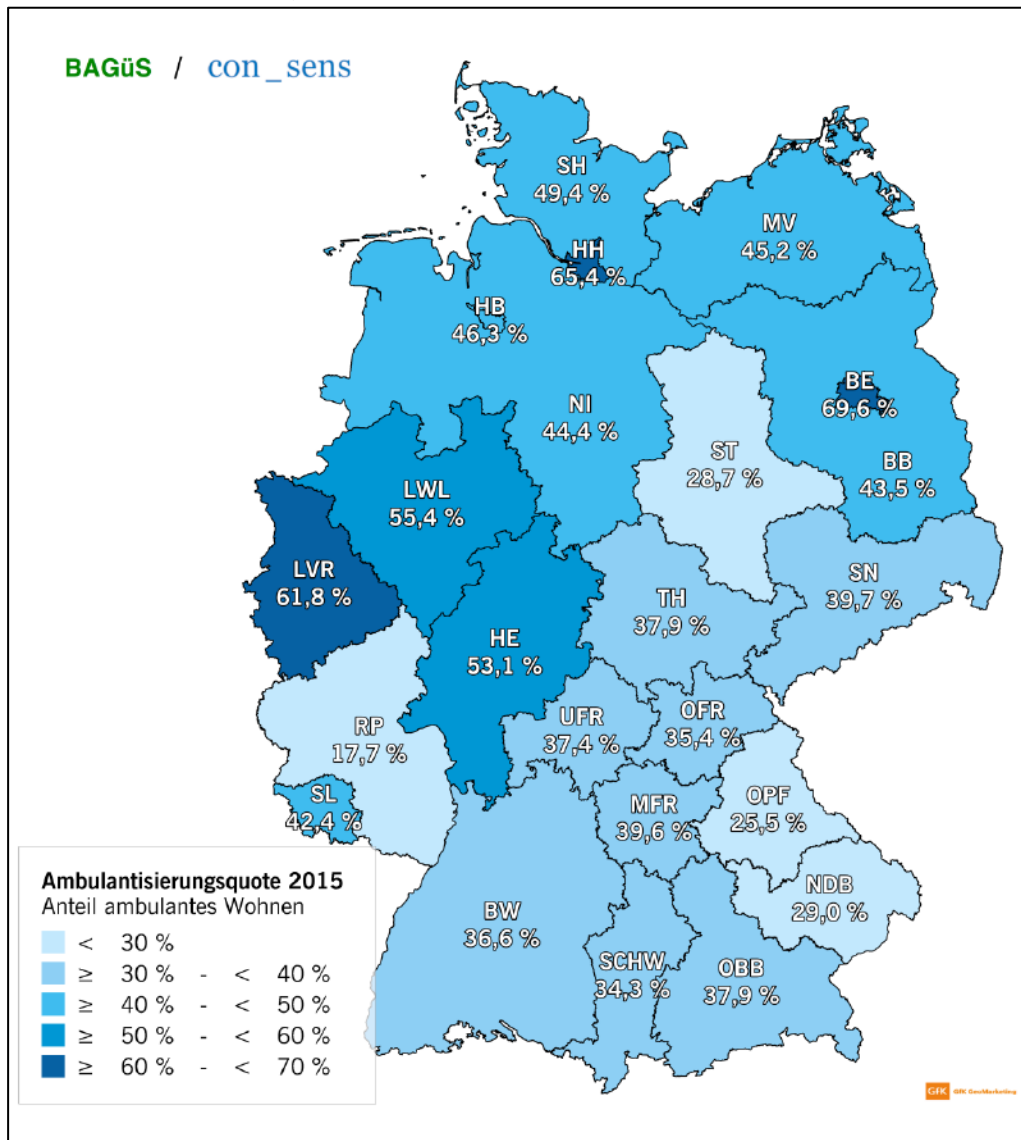 BAGüS / con_sens
SH
49,4 %
MV
45,2 %
HH
65,4 %
HB
46,3 %
BE
69,6 %
NI
44,4 %
ST
28,7 %
BB
43,5 %
LWL
55,4 %
LVR
61,8 %
SN
39,7 %
TH
37,9 %
HE
53,1 %
UFR
37,4 %
OFR
35,4 %
RP
17,7 %
SL
42,4 %
MFR
39,6 %
OPF
25,5 %
NDB
29,0 %
BW
36,6 %
SCHW
34,3 %
OBB
37,9 %
Ambulantisierungsquote 2015
Anteil ambulantes Wohnen
< 30 %
≥ 30 % - < 40 %
≥ 40 % - < 50 %
≥ 50 % - < 60 %
≥ 60 % - < 70 %
GfK GfK GeoMarketing